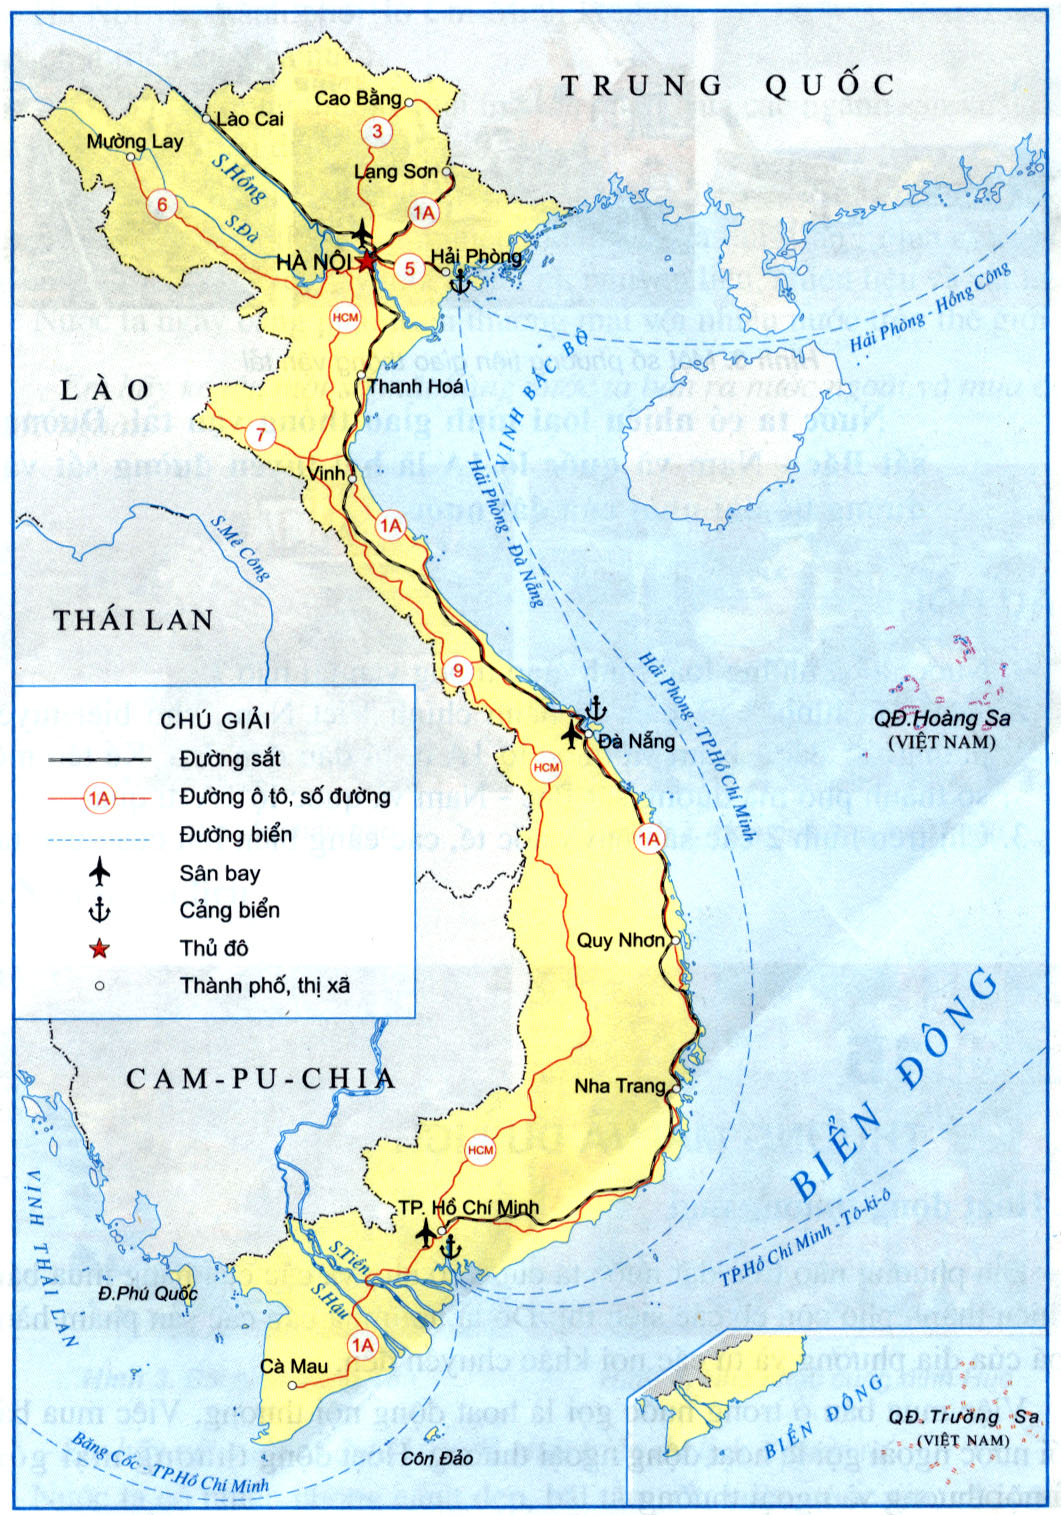 TRUNG QUỐC
Cao Bằng
Lào Cai
3
Mường Lay
Lạng Sơn
S.Hồng
6
1A
S.Đà
HÀ NỘI
5
Hải Phòng
HCM
Hải Phòng - Hồng Công
VỊNH BẮC BỘ
LÀO
Thanh Hoá
7
Vinh
Hải Phòng - Đà Nẵng
1A
S.Mê Công
THÁI LAN
9
Hải Phòng - TP.Hồ Chí Minh
QĐ.Hoàng Sa
(VIỆT NAM)
Đà Nẵng
HCM
1A
CHÚ GIẢI
Đường sắt
1A
Đường ô tô, số đường
Đường biển
Sân bay
Cảng biển
Thủ đô
Thành phố, thị xã
Quy Nhơn
BIỂN ĐÔNG
CAM-PU-CHIA
Nha Trang
HCM
TP. Hồ Chí Minh
TP.Hồ Chí Minh - Tô-ki-ô
VỊNH THÁI LAN
S.Tiền
S.Hậu
Đ.Phú Quốc
1A
Cà Mau
Côn Đảo
Băng Cốc - TP.Hồ Chí Minh
BIỂN ĐÔNG
QĐ.Trường Sa
(VIỆT NAM)